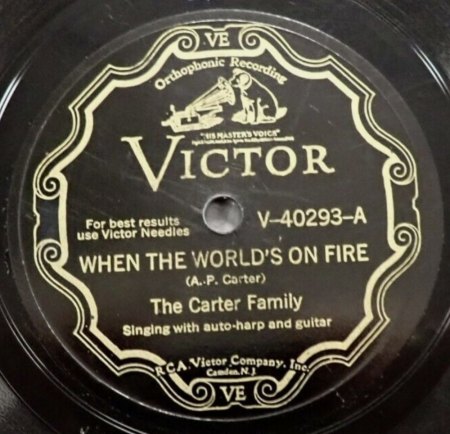 VE
Orthophonic Recording
"HIS MASTER'S VOICE"
VICTOR
For best results
use Victor Needles
V-40293-A
WHEN THE WORLD'S ON FIRE
(A. P. Carter)
The Carter Family
Singing with auto-harp and guitar
R.C.A. Victor Company, Inc.
Camden, N.J.
VE